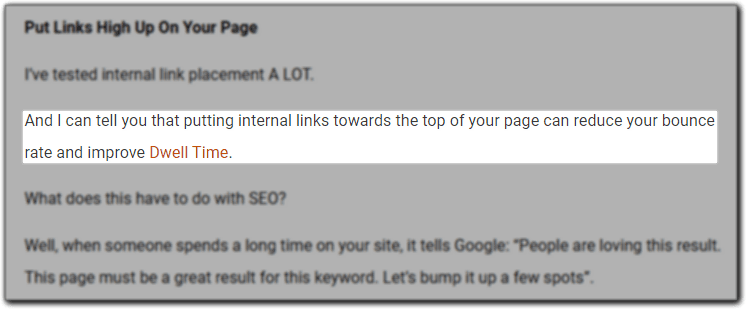 Put Links High Up On Your Page
I've tested internal link placement A LOT.
And I can tell you that putting internal links towards the top of your page can reduce your bounce
rate and improve Dwell Time.
What does this have to do with SEO?
Well, when someone spends a long time on your site, it tells Google: “People are loving this result.
This page must be a great result for this keyword. Let's bump it up a few spots”.